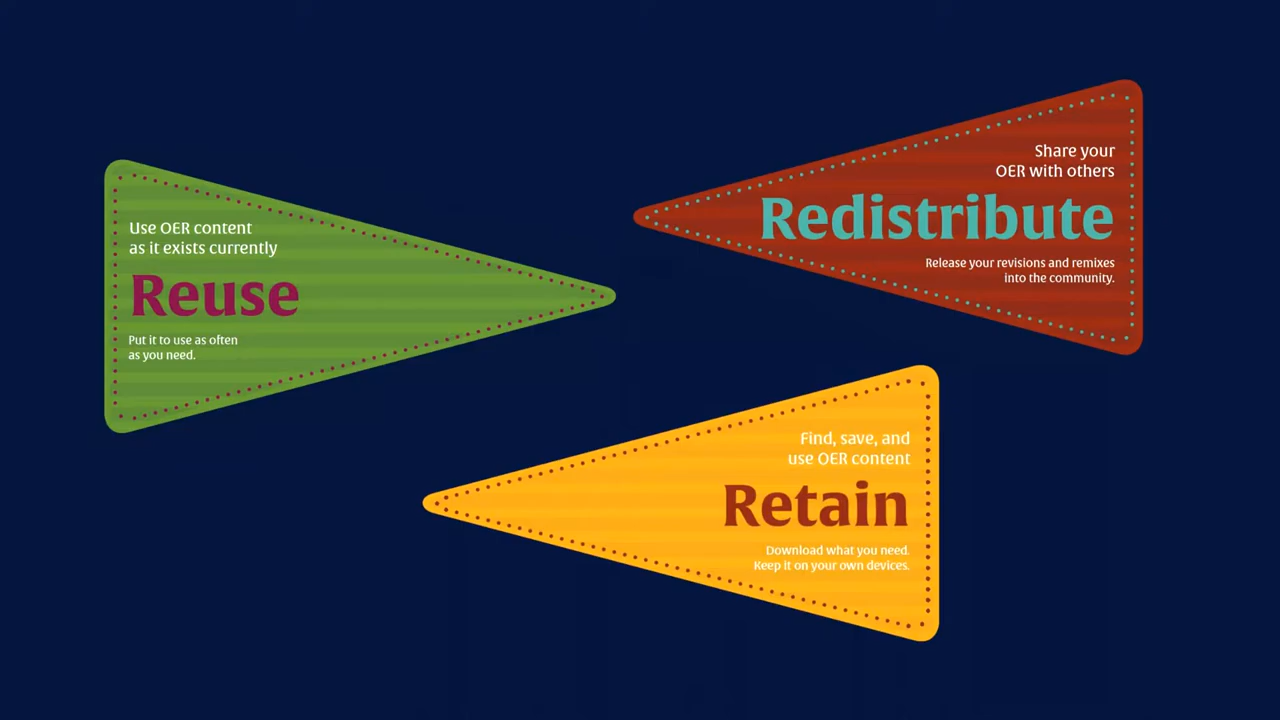 Use OER content
as it exists currently
Reuse
Put it to use as often
as you need.
Share your
OER with others
Redistribute
Release your revisions and remixes
into the community.
Find, save, and
use OER content
Retain
Download what you need.
Keep it on your own devices.